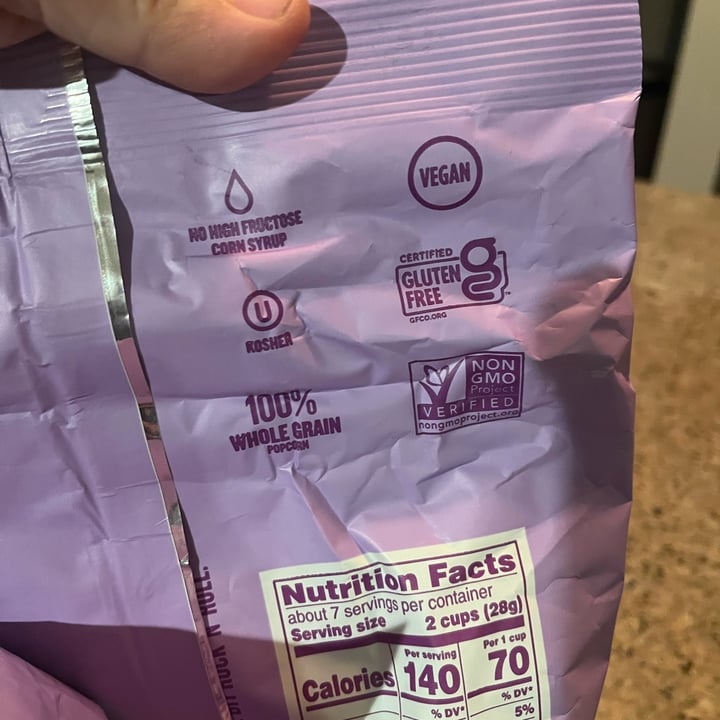 NO HIGH FRUCTOSE
CORN SYRUP
VEGAN
CERTIFIED
GLUTEN
FREE
GFCO.ORG
U
KOSHER
NON
GMO
Project
VERIFIED
nongmoproject.org
100%
WHOLE GRAIN
POPCORN
Nutrition Facts
about 7 servings per container
Serving size 2 cups (28g)
Per serving Per 1 cup
Calories 140 70
% DV* % DV*
5%
ROCK N' ROLL.